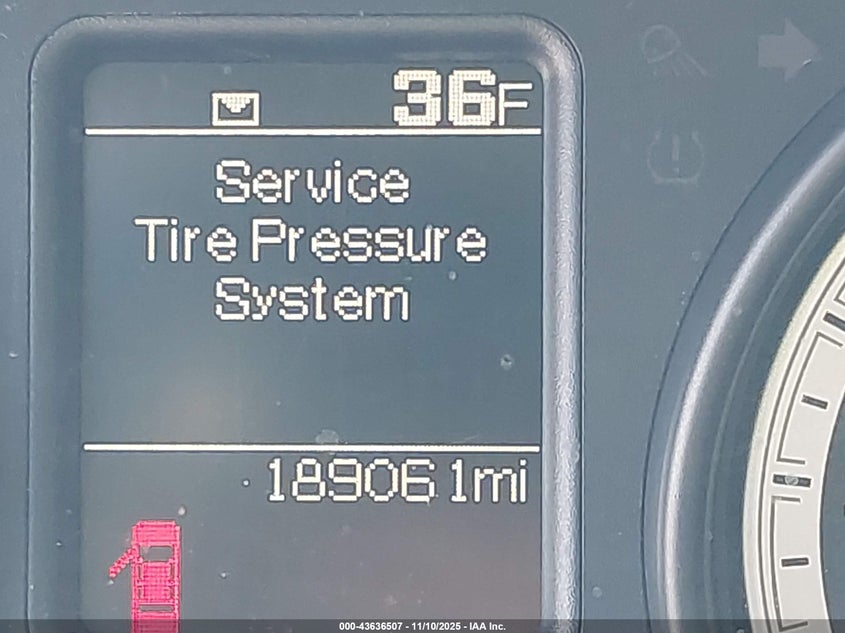 36F
Service
Tire Pressure
System
189061mi
000-43636507 - 11/10/2025 - IAA Inc.